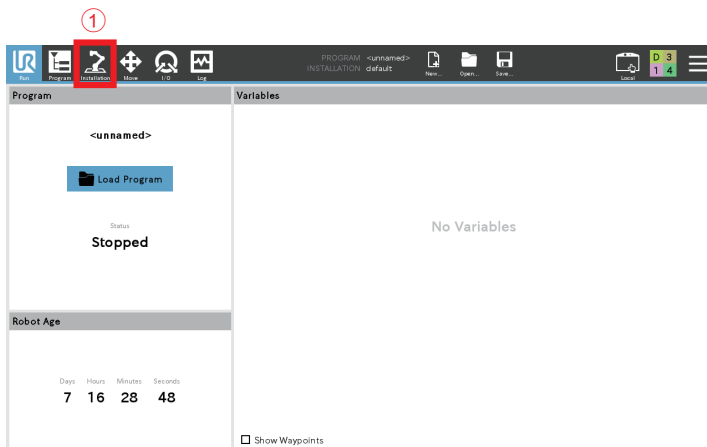 ①
UR
PROGRAM <unnamed>
INSTALLATION default
Run Program Installation Move I/O Log New... Open... Save... Local
D 3
1 4
Program
<unnamed>
Load Program
Status
Stopped
Robot Age
Days Hours Minutes Seconds
7 16 28 48
Variables
No Variables
Show Waypoints